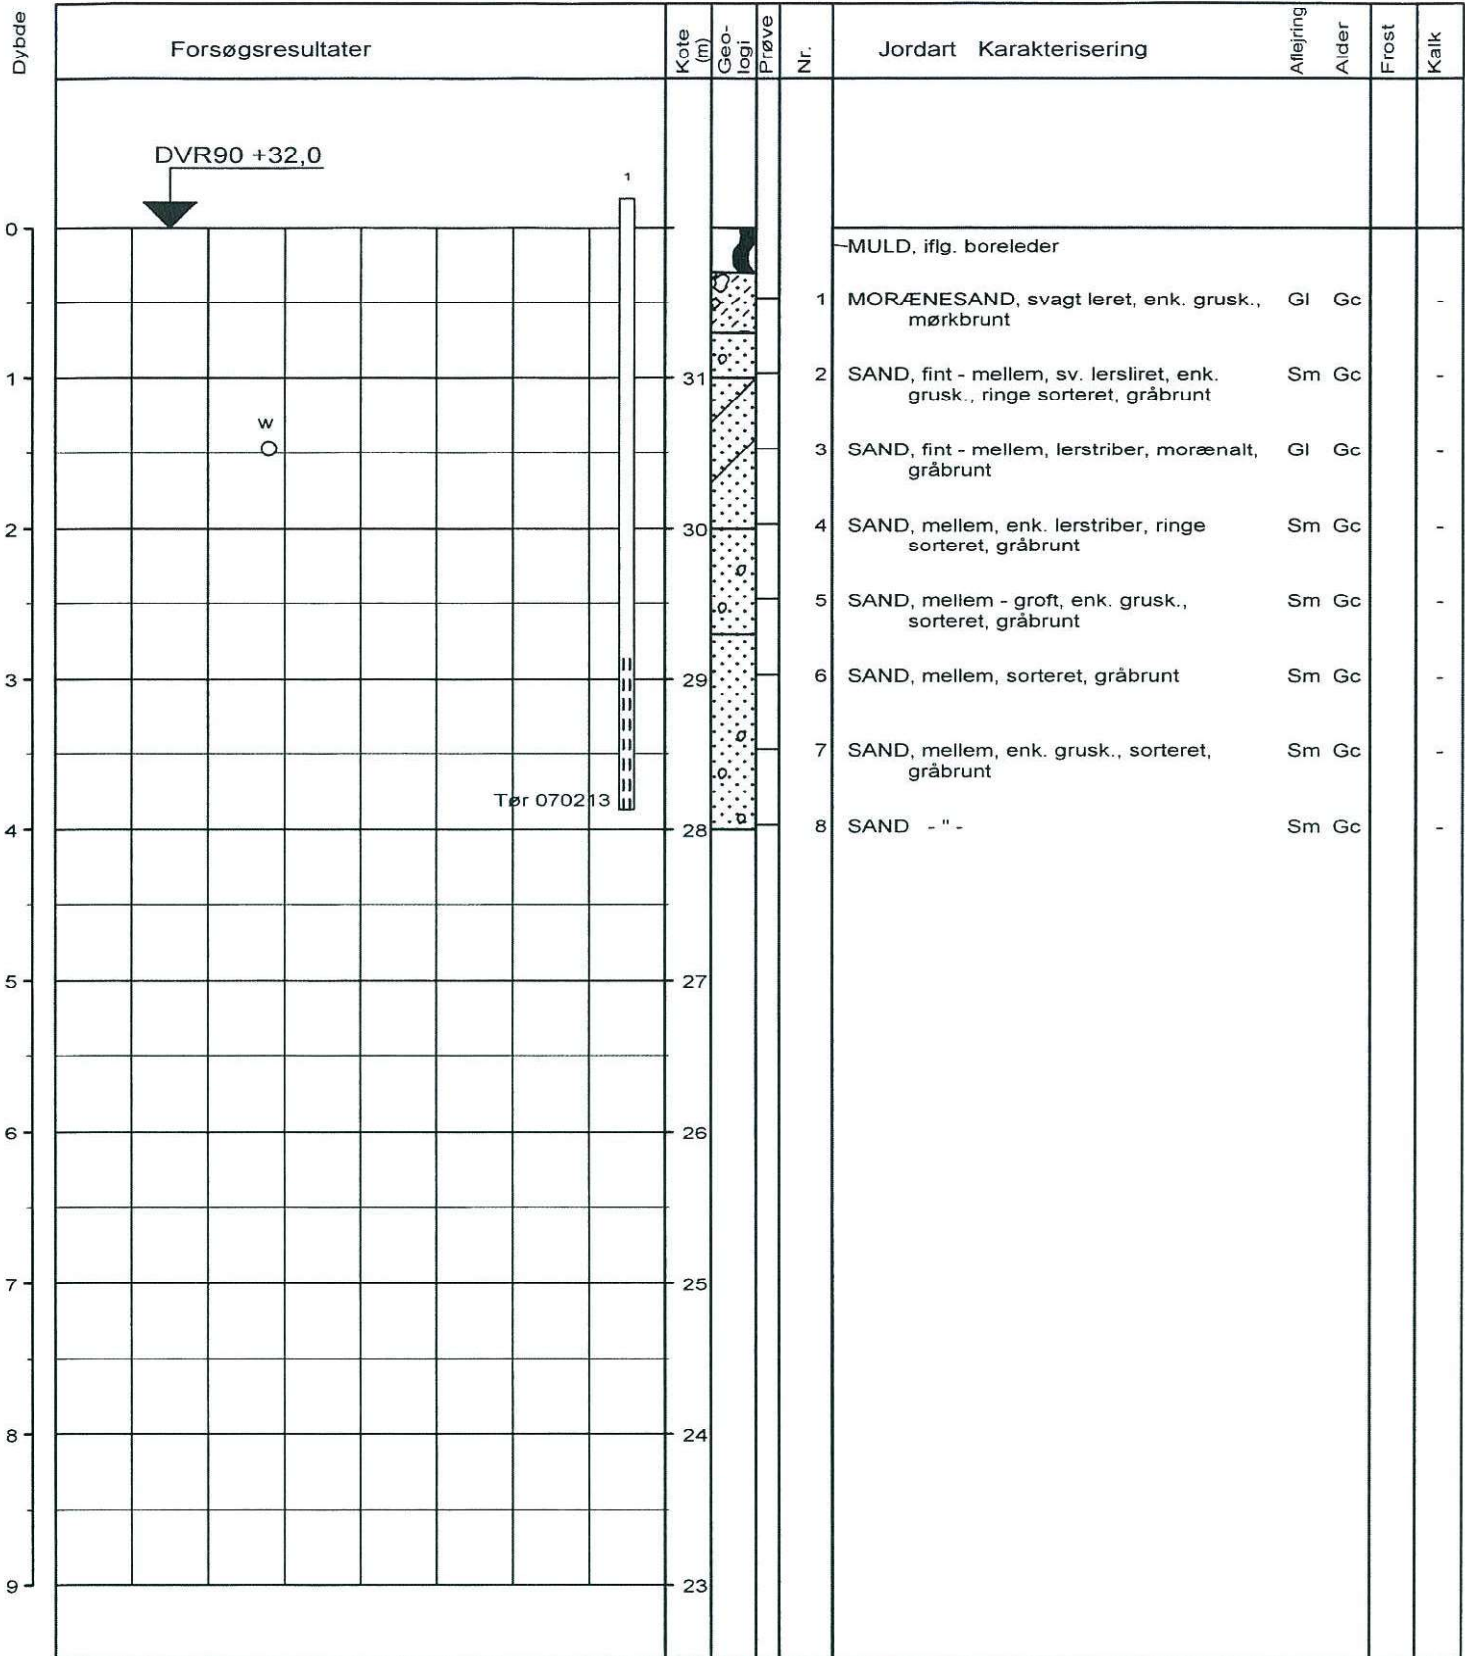 Dybde
Forsøgsresultater
Kote (m)
Geo-
logi
Prøve
Nr.
Jordart Karakterisering
Aflejring
Alder
Frost
Kalk
DVR90 +32,0
1
0
MULD, iflg. boreleder
1 MORÆNESAND, svagt leret, enk. grusk., Gl Gc -
mørkbrunt
1 31 2 SAND, fint - mellem, sv. lersliret, enk. Sm Gc -
grusk., ringe sorteret, gråbrunt
w
3 SAND, fint - mellem, lerstriber, morænalt, Gl Gc -
gråbrunt
2 30 4 SAND, mellem, enk. lerstriber, ringe Sm Gc -
sorteret, gråbrunt
5 SAND, mellem - groft, enk. grusk., Sm Gc -
sorteret, gråbrunt
3 29 6 SAND, mellem, sorteret, gråbrunt Sm Gc -
7 SAND, mellem, enk. grusk., sorteret, Sm Gc -
gråbrunt
Tør 070213
4 28 8 SAND - " - Sm Gc -
5 27
6 26
7 25
8 24
9 23